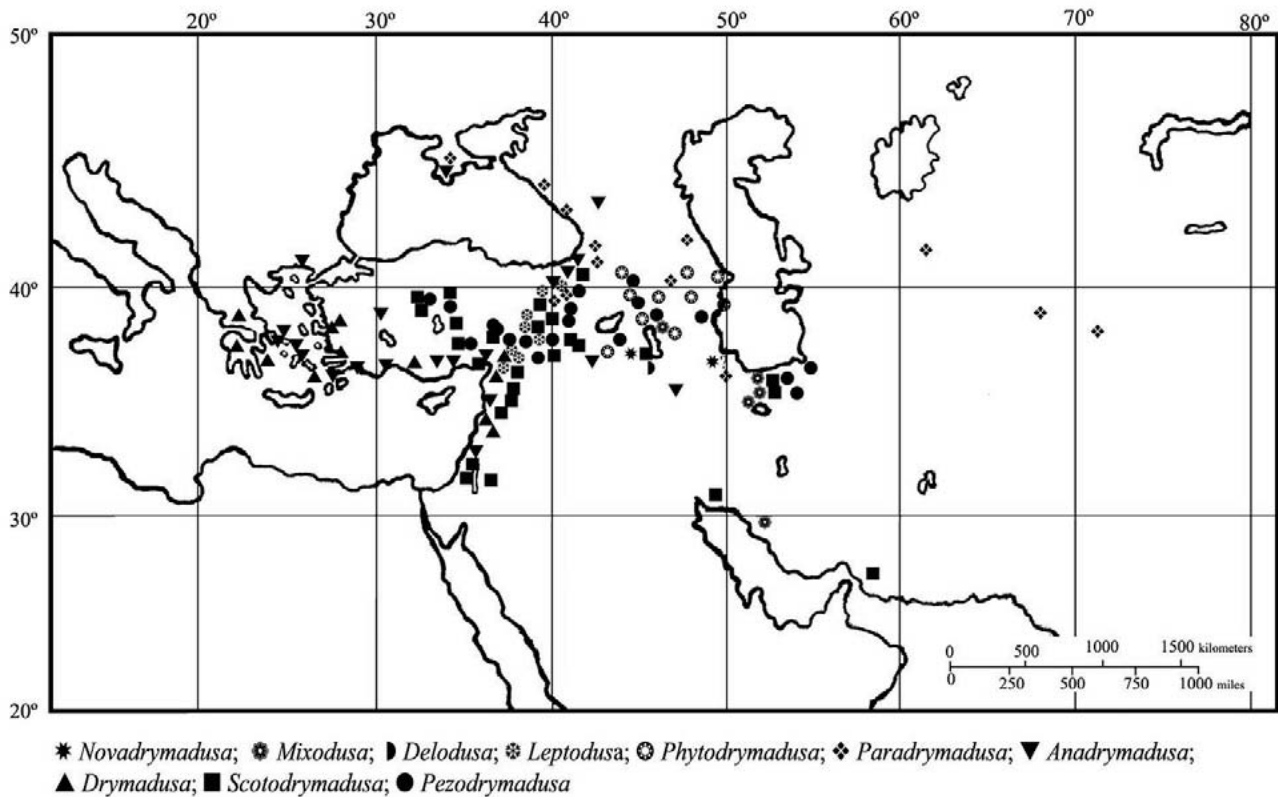 20º 30º 40º 50º 60º 70º 80º
50º
40º
30º
20º
0 500 1000 1500 kilometers
0 250 500 750 1000 miles
Novadrymadusa; Mixodusa; Delodusa; Leptodusa; Phytodrymadusa; Paradrymadusa; Anadrymadusa;
Drymadusa; Scotodrymadusa; Pezodrymadusa